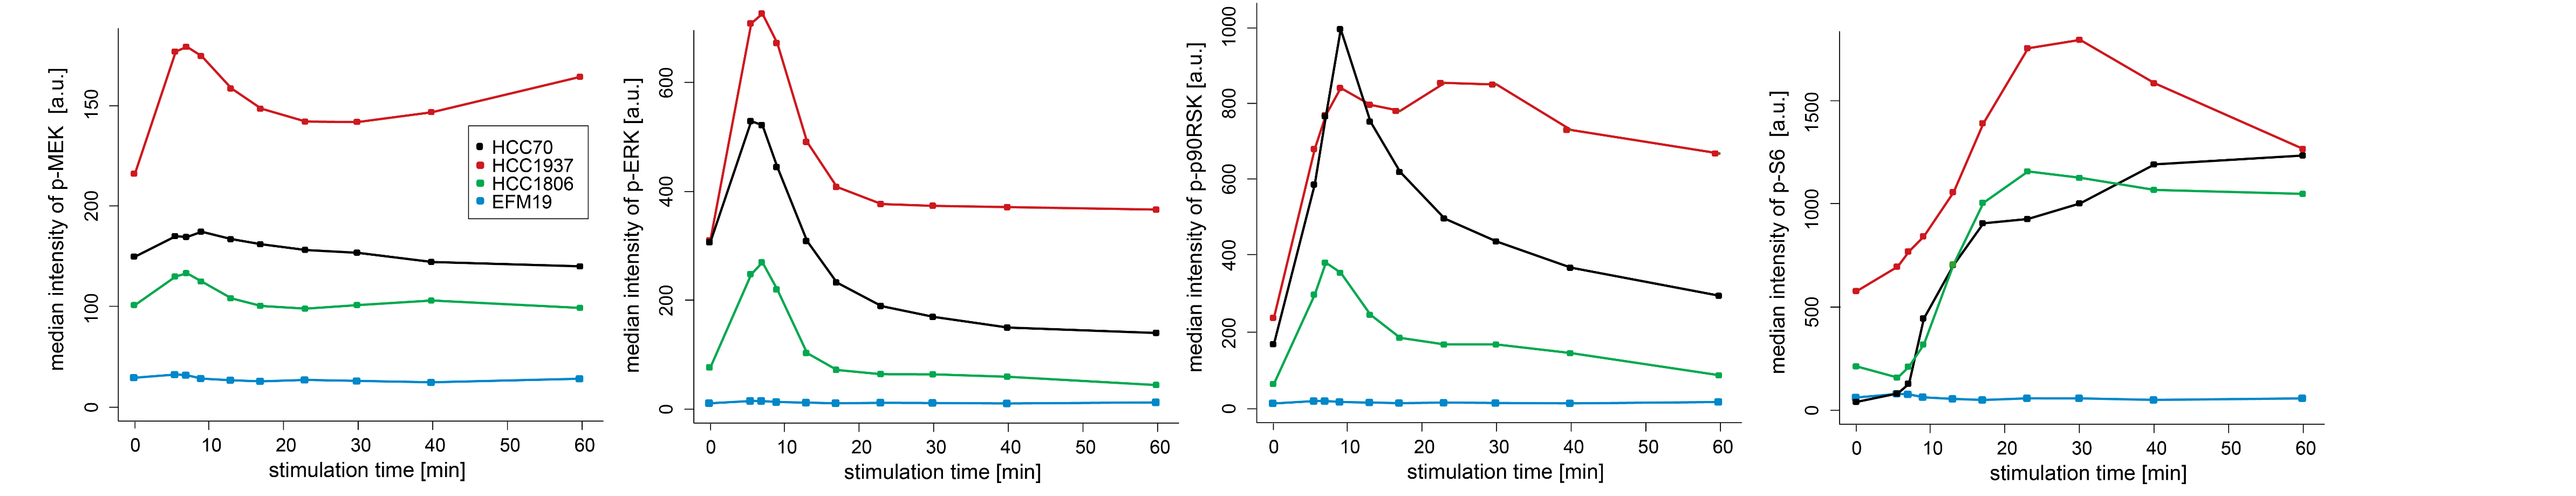 median intensity of p-MEK [a.u.]
150
200
100
0
0 10 20 30 40 50 60
stimulation time [min]
HCC70
HCC1937
HCC1806
EFM19
median intensity of p-ERK [a.u.]
600
400
200
0
0 10 20 30 40 50 60
stimulation time [min]
median intensity of p-p90RSK [a.u.]
1000
800
600
400
200
0
0 10 20 30 40 50 60
stimulation time [min]
median intensity of p-S6 [a.u.]
1500
1000
500
0
0 10 20 30 40 50 60
stimulation time [min]